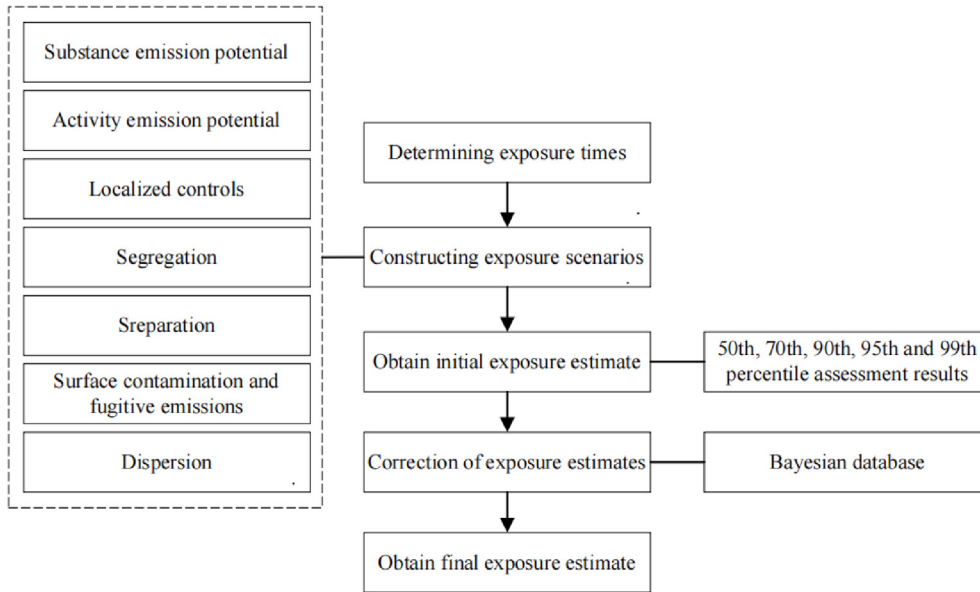 Substance emission potential
Activity emission potential
Localized controls
Segregation
Sreparation
Surface contamination and
fugitive emissions
Dispersion
Determining exposure times
Constructing exposure scenarios
Obtain initial exposure estimate
50th, 70th, 90th, 95th and 99th
percentile assessment results
Correction of exposure estimates
Bayesian database
Obtain final exposure estimate